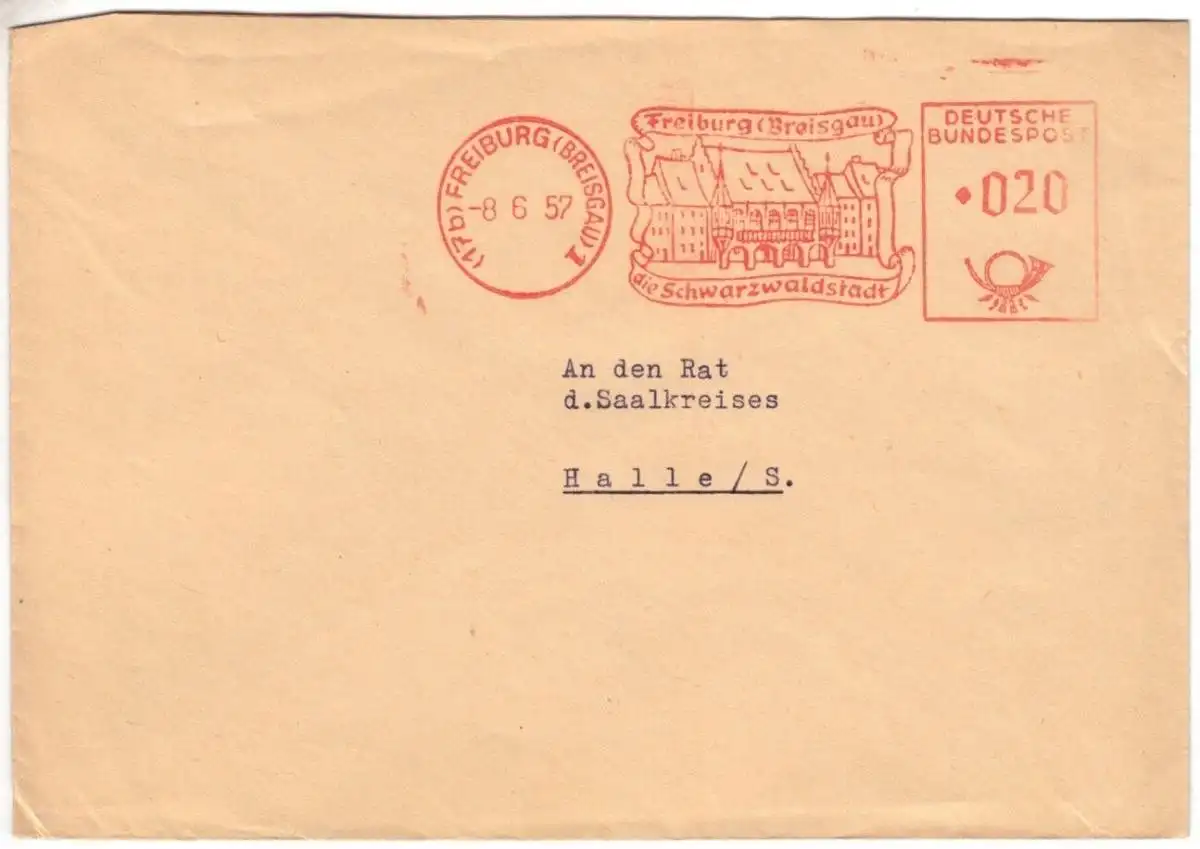 (17b) FREIBURG (BREISGAU) 1
-8 6 57
Freiburg (Breisgau)
die Schwarzwaldstadt
DEUTSCHE
BUNDESPOST
020
An den Rat
d.Saalkreises
Halle/S.